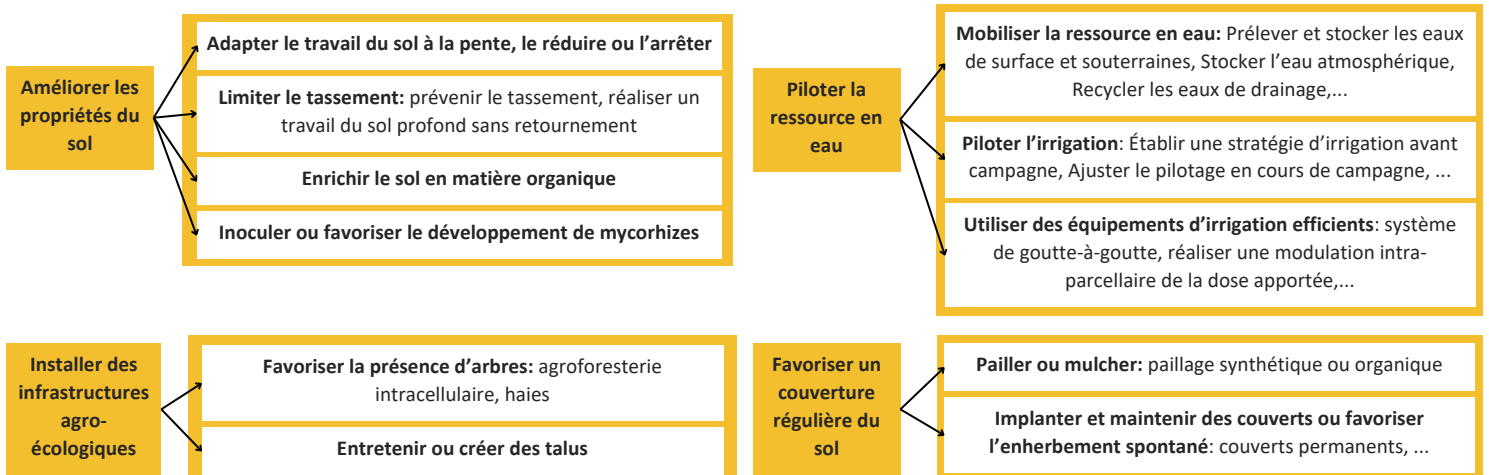 Améliorer les
propriétés du
sol
Adapter le travail du sol à la pente, le réduire ou l’arrêter
Limiter le tassement: prévenir le tassement, réaliser un
travail du sol profond sans retournement
Enrichir le sol en matière organique
Inoculer ou favoriser le développement de mycorhizes
Piloter la
ressource en
eau
Mobiliser la ressource en eau: Prélever et stocker les eaux
de surface et souterraines, Stocker l’eau atmosphérique,
Recycler les eaux de drainage,...
Piloter l’irrigation: Établir une stratégie d’irrigation avant
campagne, Ajuster le pilotage en cours de campagne, ...
Utiliser des équipements d’irrigation efficients: système
de goutte-à-goutte, réaliser une modulation intra-
parcellaire de la dose apportée,...
Installer des
infrastructures
agro-
écologiques
Favoriser la présence d’arbres: agroforesterie
intracellulaire, haies
Entretenir ou créer des talus
Favoriser un
couverture
régulière du
sol
Pailler ou mulcher: paillage synthétique ou organique
Implanter et maintenir des couverts ou favoriser
l’enherbement spontané: couverts permanents, ...